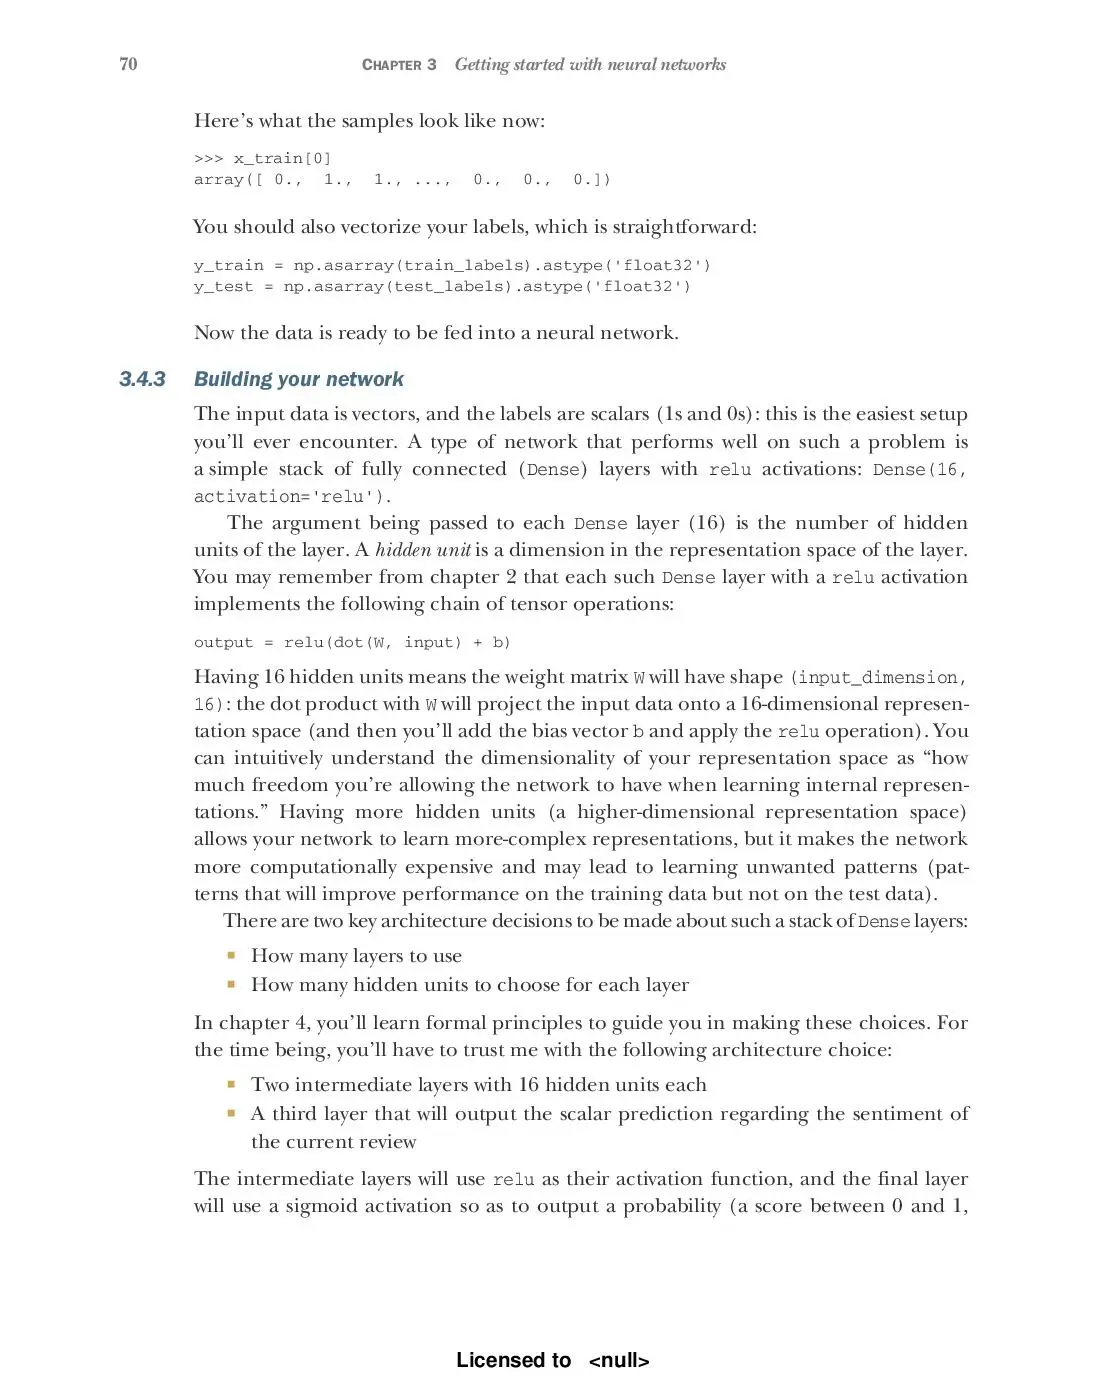 70 CHAPTER 3 Getting started with neural networks
Here's what the samples look like now:
>>> x_train[0]
array([ 0., 1., 1., ..., 0., 0., 0.])
You should also vectorize your labels, which is straightforward:
y_train = np.asarray(train_labels).astype('float32')
y_test = np.asarray(test_labels).astype('float32')
Now the data is ready to be fed into a neural network.
3.4.3 Building your network
The input data is vectors, and the labels are scalars (1s and 0s): this is the easiest setup
you'll ever encounter. A type of network that performs well on such a problem is
a simple stack of fully connected (Dense) layers with relu activations: Dense(16,
activation='relu').
The argument being passed to each Dense layer (16) is the number of hidden
units of the layer. A hidden unit is a dimension in the representation space of the layer.
You may remember from chapter 2 that each such Dense layer with a relu activation
implements the following chain of tensor operations:
output = relu(dot(W, input) + b)
Having 16 hidden units means the weight matrix W will have shape (input_dimension,
16): the dot product with W will project the input data onto a 16-dimensional represen-
tation space (and then you'll add the bias vector b and apply the relu operation). You
can intuitively understand the dimensionality of your representation space as “how
much freedom you're allowing the network to have when learning internal represen-
tations.” Having more hidden units (a higher-dimensional representation space)
allows your network to learn more-complex representations, but it makes the network
more computationally expensive and may lead to learning unwanted patterns (pat-
terns that will improve performance on the training data but not on the test data).
There are two key architecture decisions to be made about such a stack of Dense layers:
■ How many layers to use
■ How many hidden units to choose for each layer
In chapter 4, you'll learn formal principles to guide you in making these choices. For
the time being, you'll have to trust me with the following architecture choice:
■ Two intermediate layers with 16 hidden units each
■ A third layer that will output the scalar prediction regarding the sentiment of
the current review
The intermediate layers will use relu as their activation function, and the final layer
will use a sigmoid activation so as to output a probability (a score between 0 and 1,
Licensed to <null>